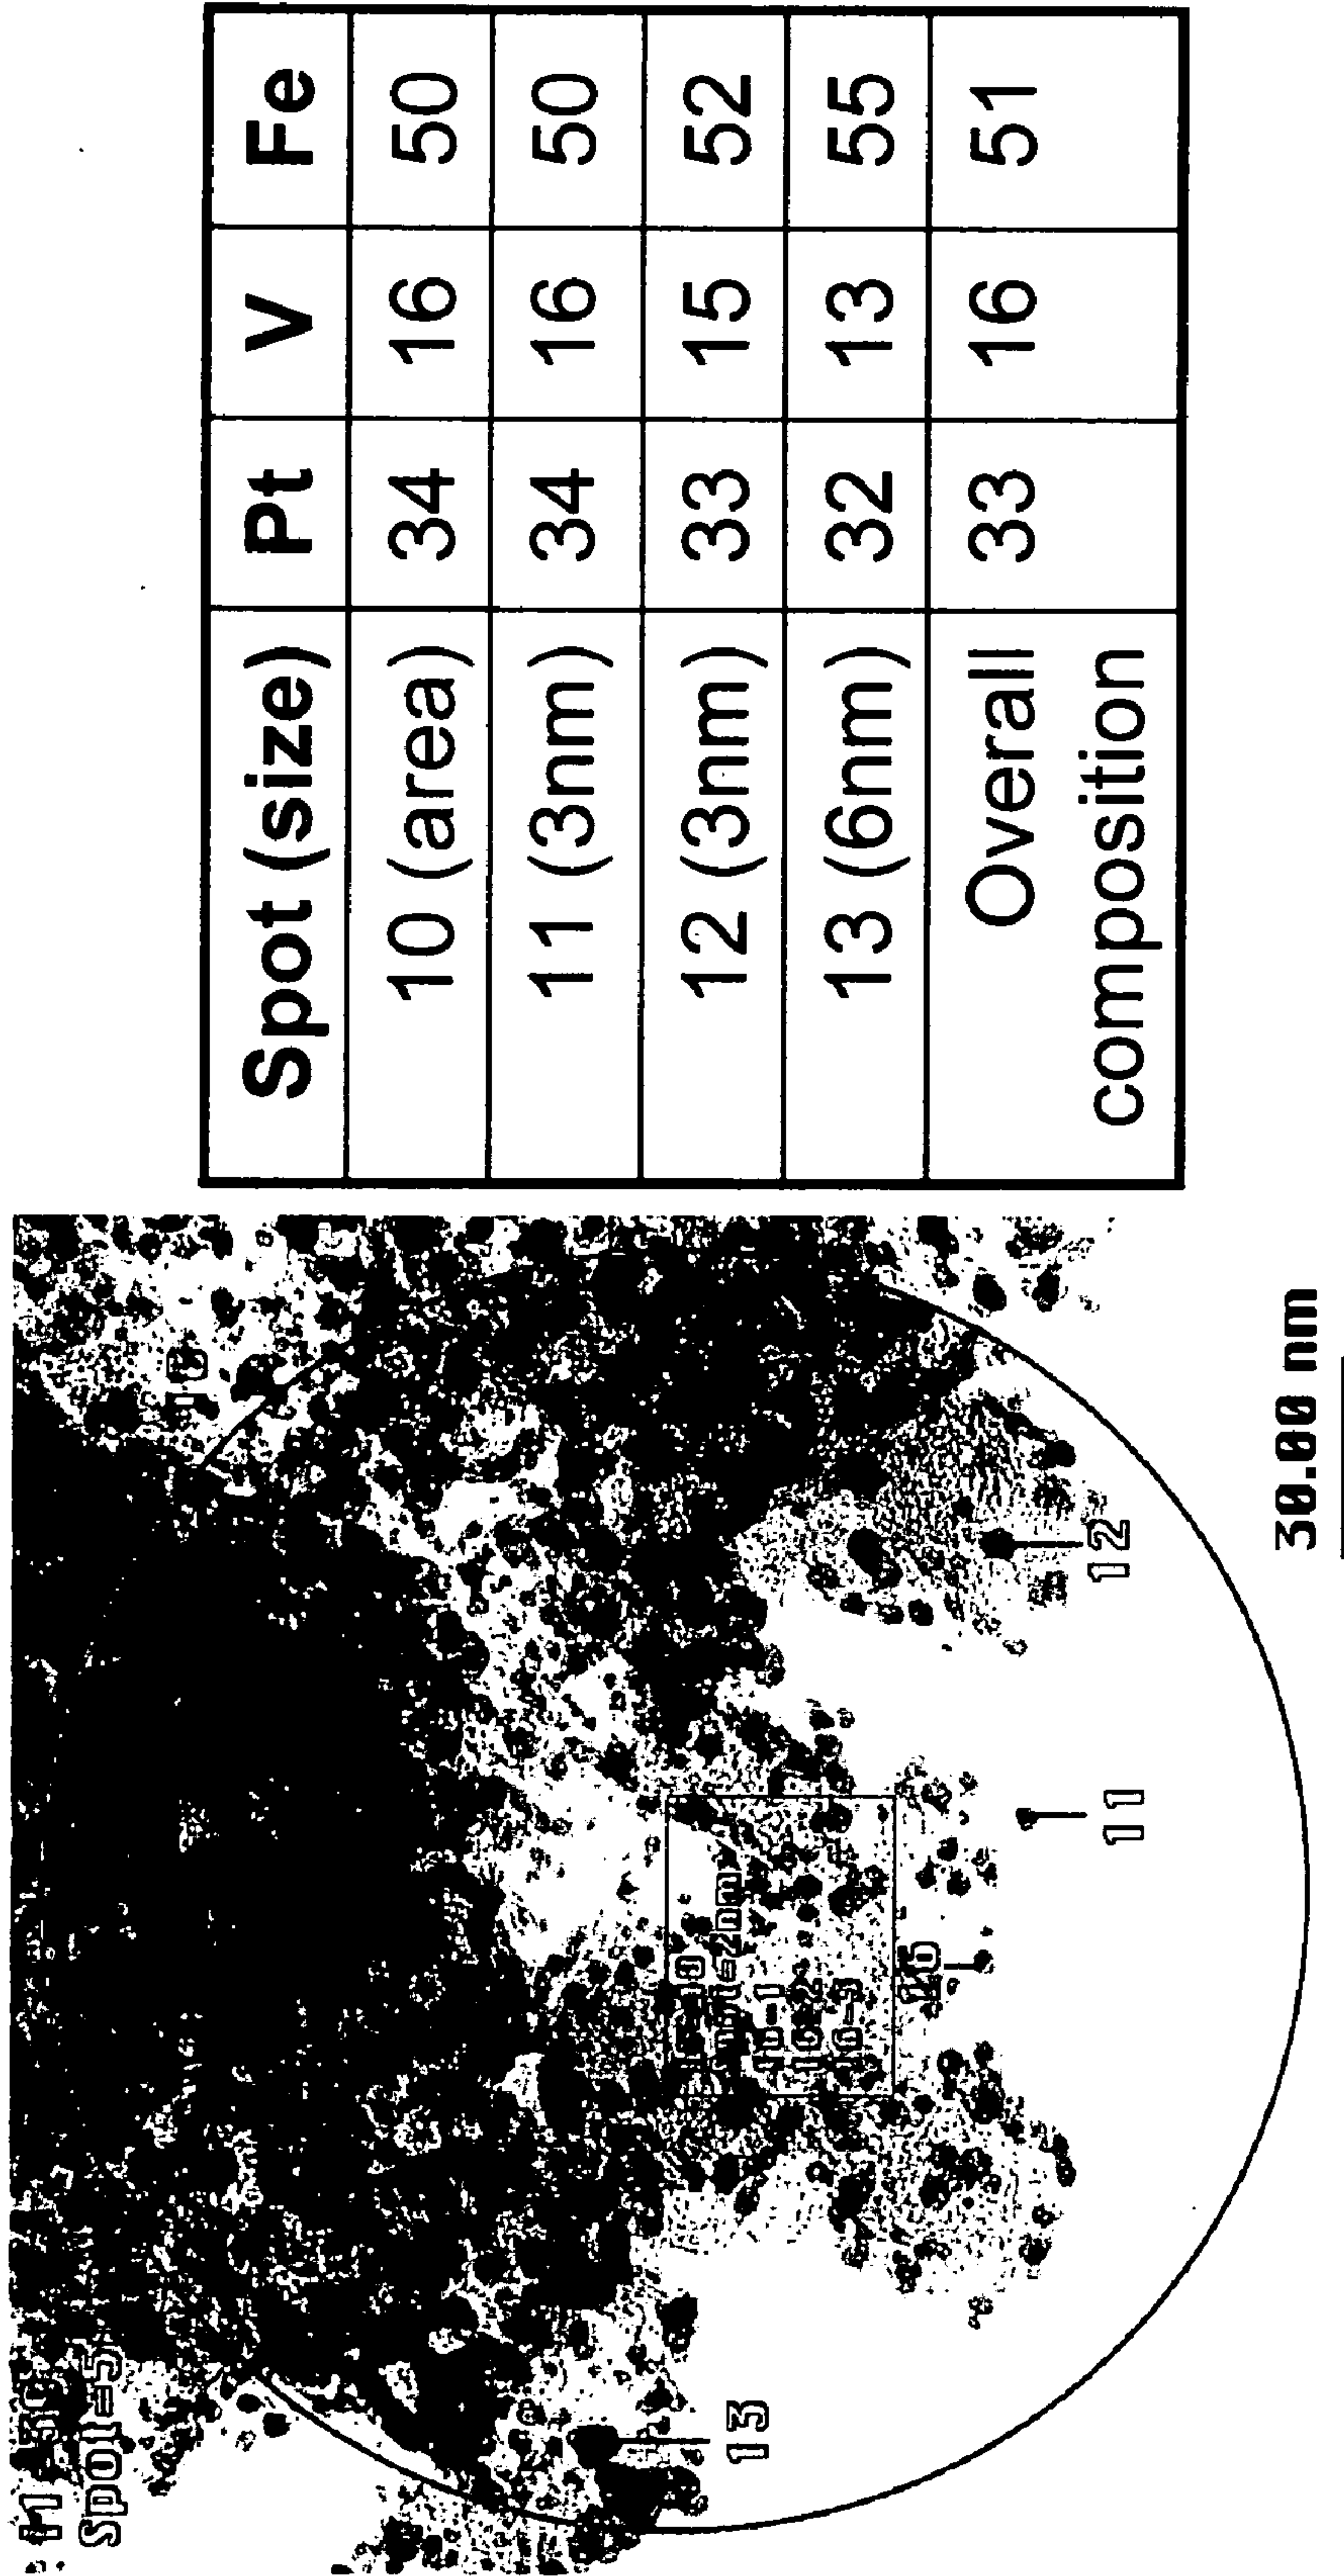 Spot (size) Pt V Fe
10 (area) 34 16 50
11 (3nm) 34 16 50
12 (3nm) 33 15 52
13 (6nm) 32 13 55
Overall composition 33 16 51
spot=5
13
12
11
30.00 nm